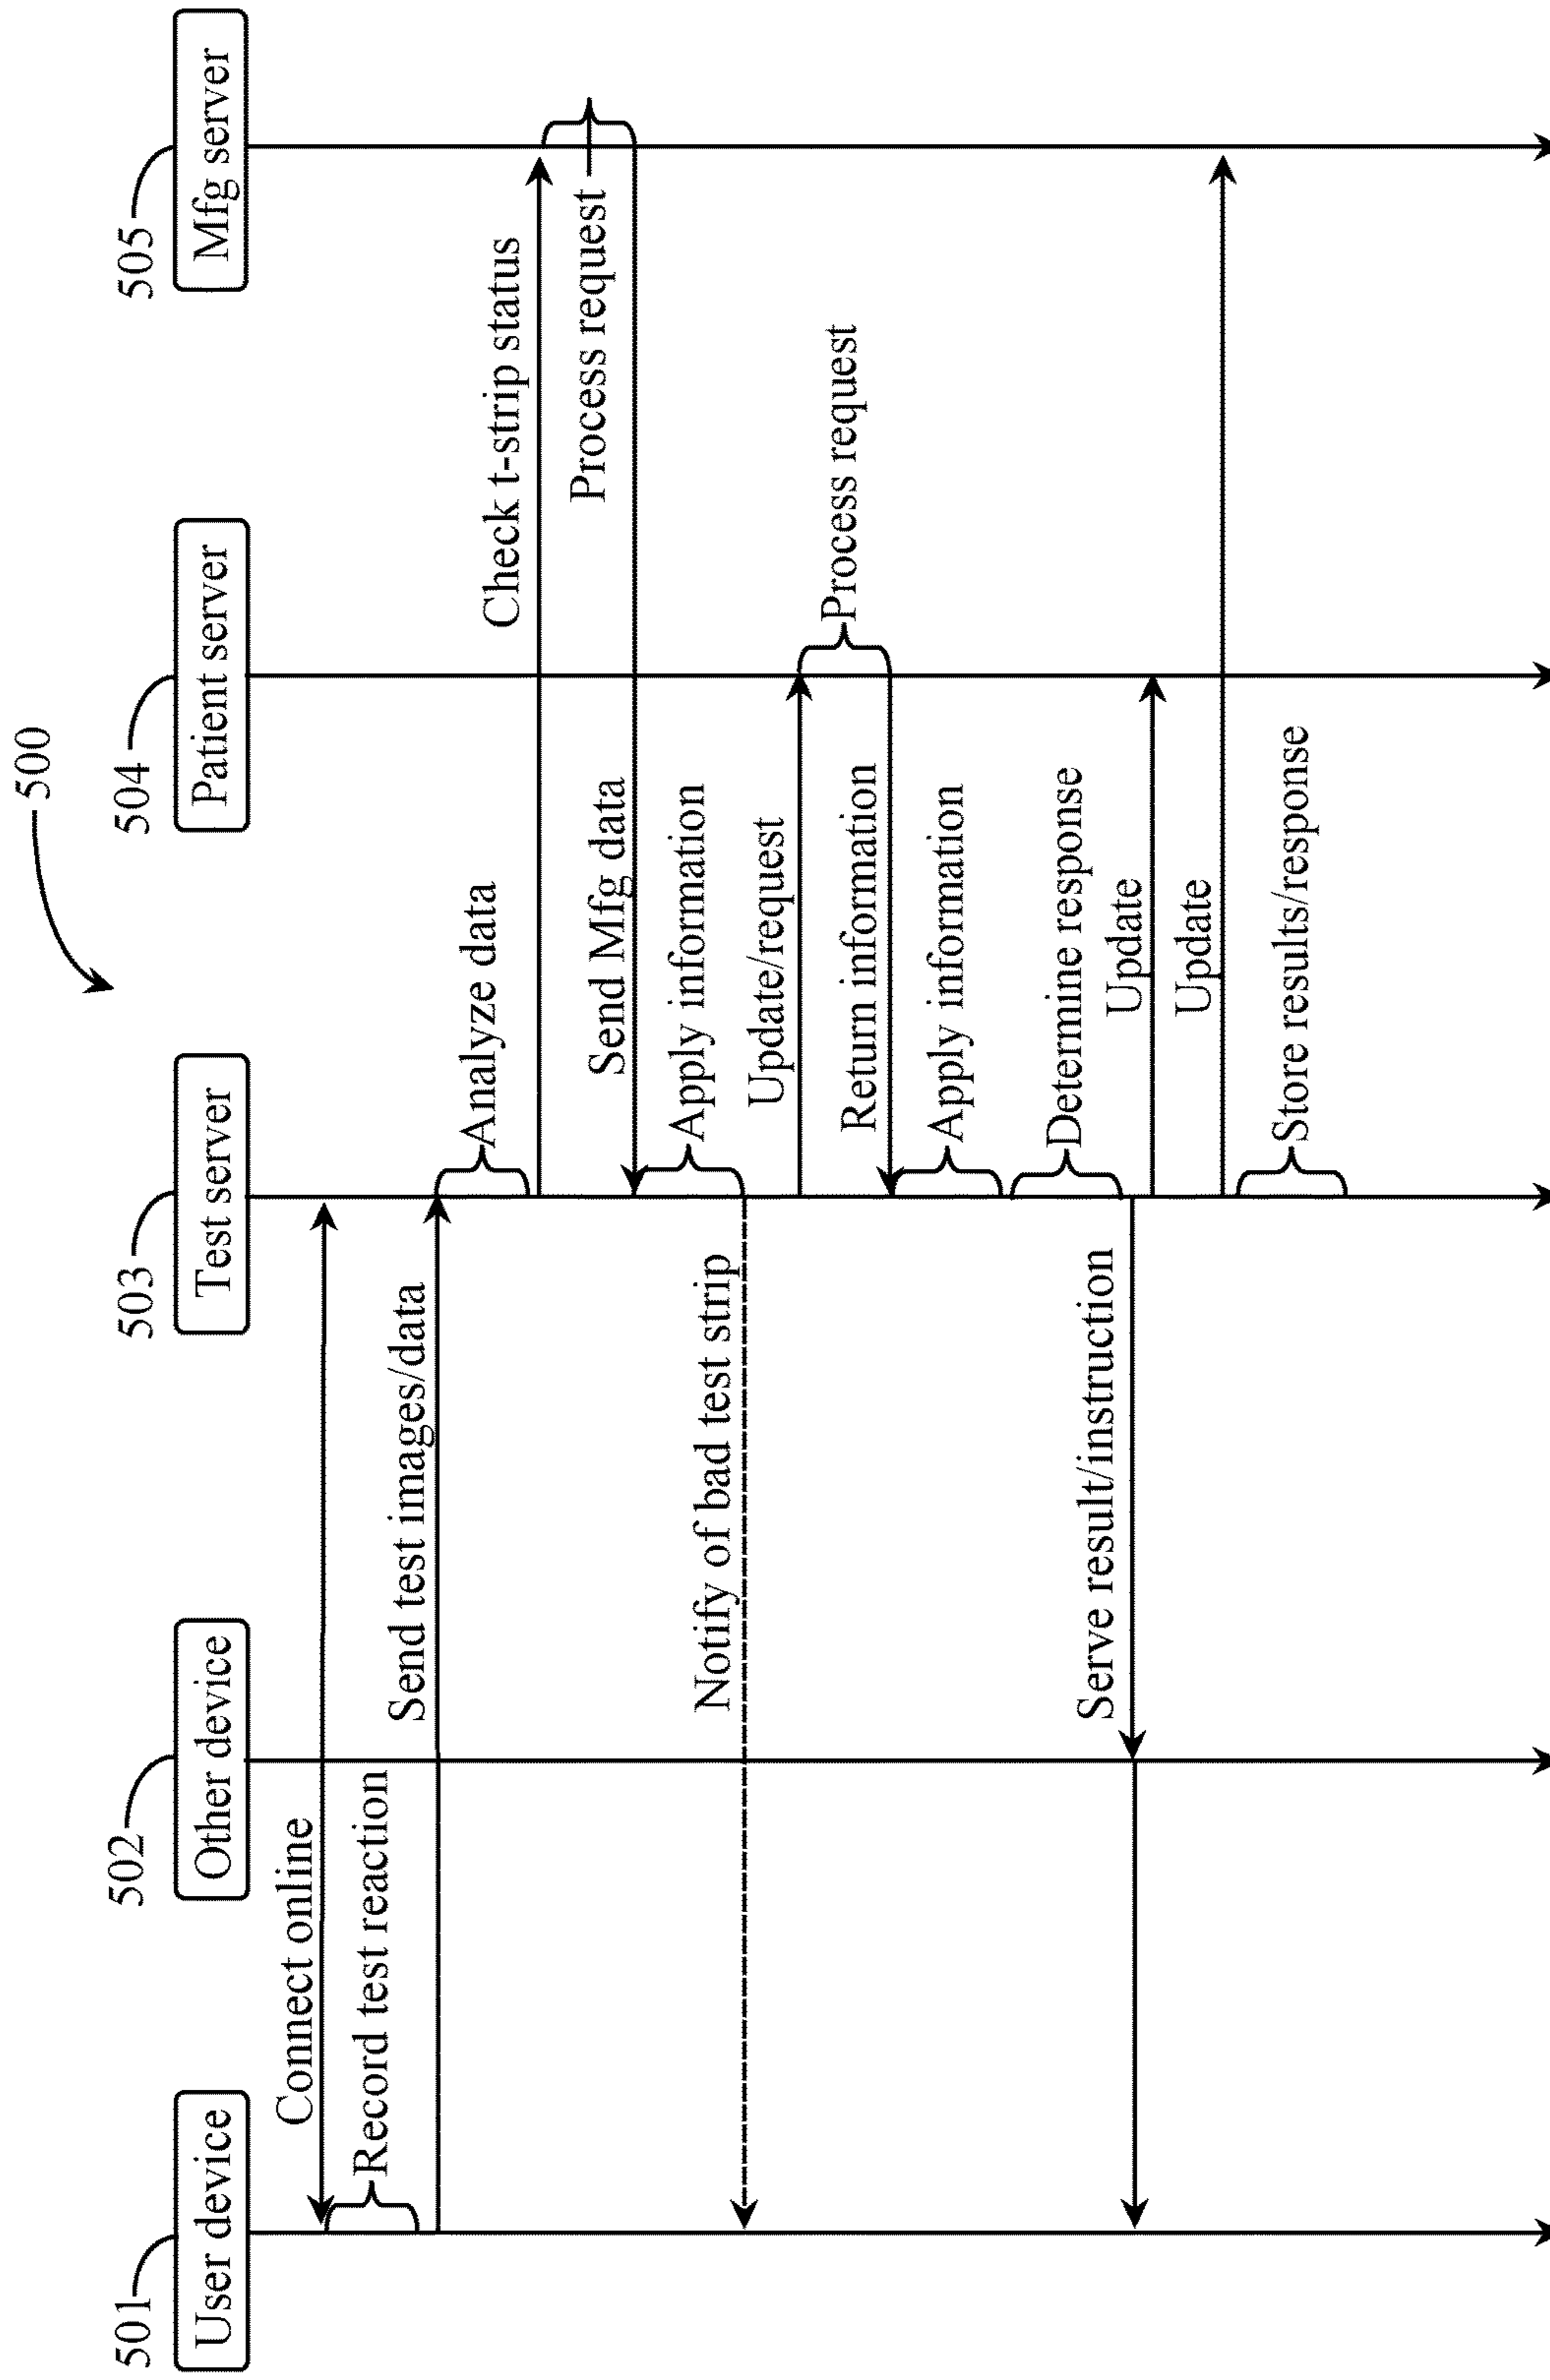 500
501
502
503
504
505
User device
Other device
Test server
Patient server
Mfg server
Connect online
Record test reaction
Send test images/data
Analyze data
Check t-strip status
Process request
Send Mfg data
Apply information
Notify of bad test strip
Update/request
Process request
Return information
Apply information
Determine response
Serve result/instruction
Update
Update
Store results/response